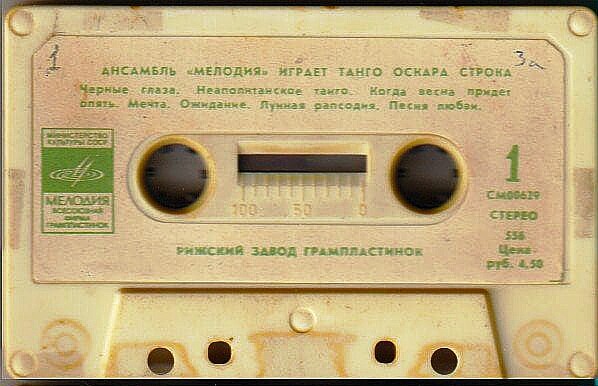 1
За
АНСАМБЛЬ «МЕЛОДИЯ» ИГРАЕТ ТАНГО ОСКАРА СТРОКА
Черные глаза. Неаполитанское танго. Когда весна придет
опять. Мечта. Ожидание. Лунная рапсодия. Песня любви.
МИНИСТЕРСТВО
КУЛЬТУРЫ СССР
МЕЛОДИЯ
ВСЕСОЮЗНАЯ
ФИРМА
ГРАМПЛАСТИНОК
100 50 0
1
СМ00629
СТЕРЕО
556
Цена
руб. 4,50
РИЖСКИЙ ЗАВОД ГРАМПЛАСТИНОК